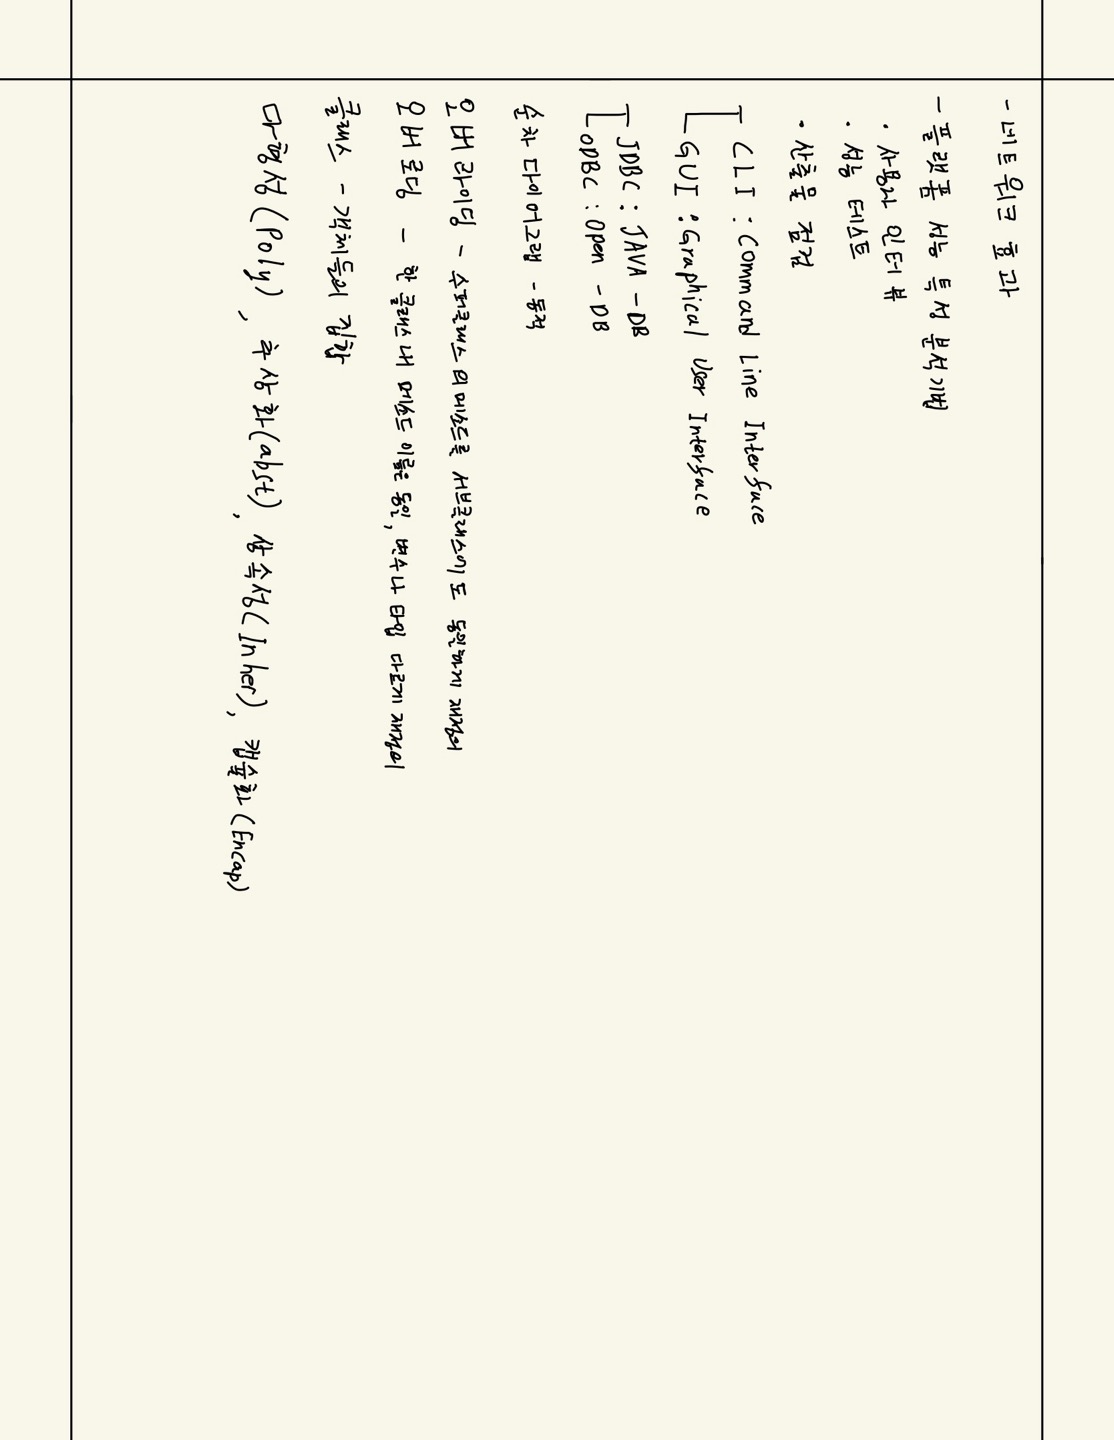 - 네트워크 효과
- 플랫폼 성능 특성 분석기법
· 사용자 인터뷰
· 성능 테스트
· 산출물 점검
CLI : Command Line Interface
GUI : Graphical User Interface
JDBC : JAVA - DB
ODBC : Open - DB
순차 다이어그램 - 동적
오버라이딩 - 수퍼클래스의 메소드를 서브클래스기도 동일하게 재정의
오버로딩 - 한 클래스 내 메소드 이름은 동일, 변수나 타입 다르게 재정의
클래스 - 객체들의 집합
다형성(Poly), 추상화(abst), 상속성(Inher), 캡슐화(Encap)